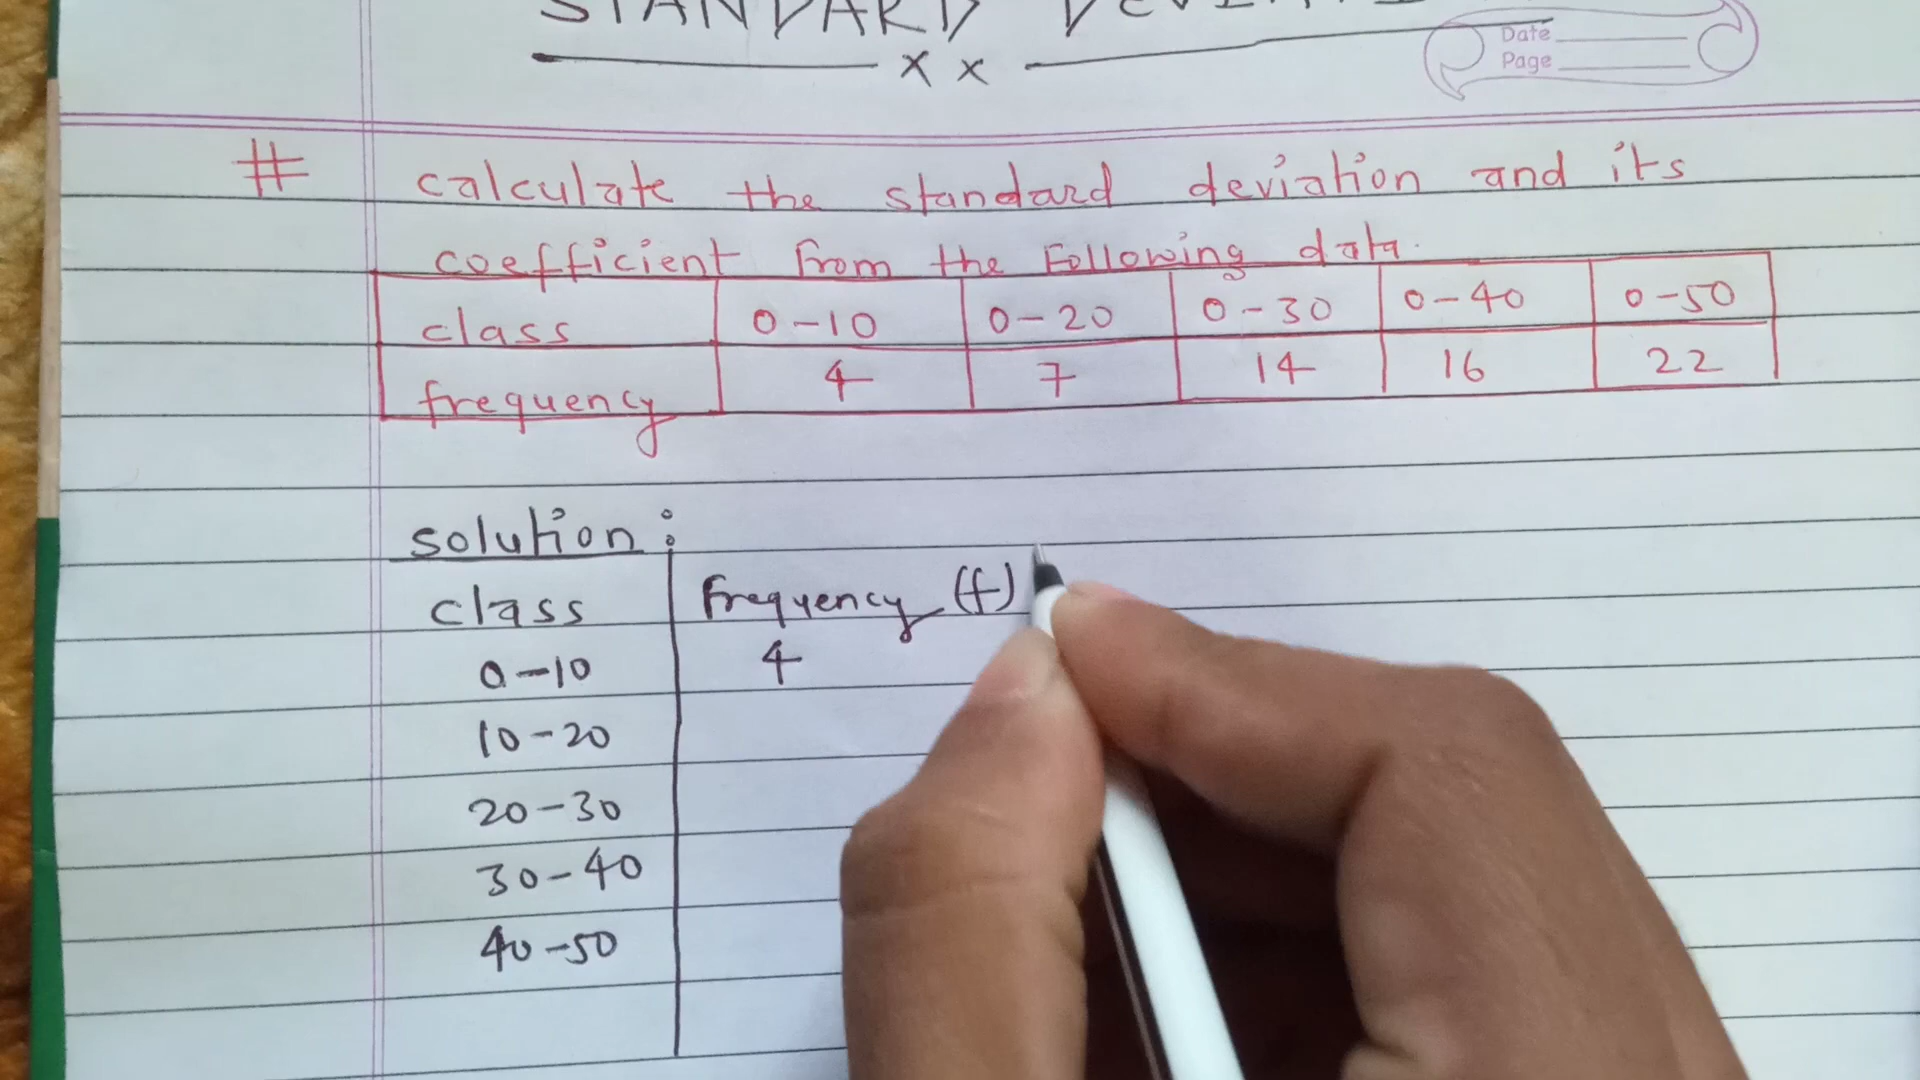 STANDARD
x x
Date
Page
# calculate the standard deviation and its
coefficient from the Following data.
class 0-10 0-20 0-30 0-40 0-50
frequency 4 7 14 16 22
solution:
class Frequency (f)
0-10 4
10-20
20-30
30-40
40-50